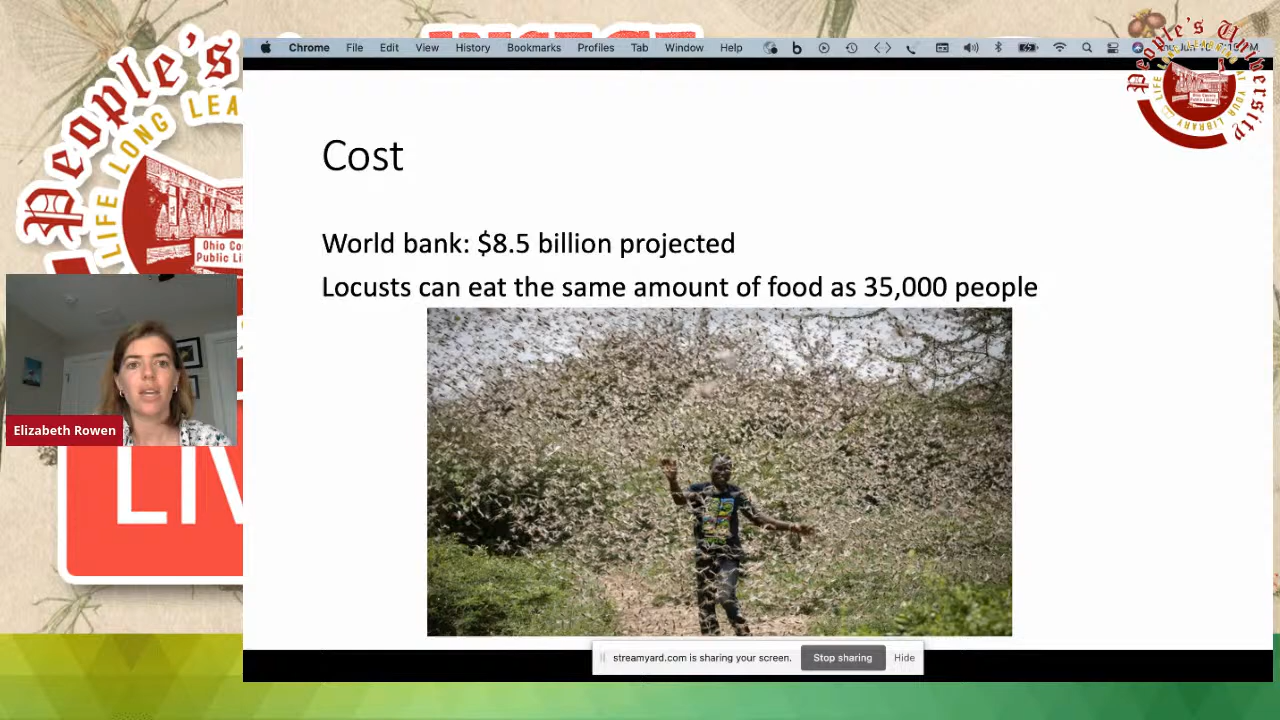 People's
LIFE LONG LEA
Ohio Cou
Public Li
LIV
Elizabeth Rowen
Chrome File Edit View History Bookmarks Profiles Tab Window Help
People's University
LIFE LONG LEARNING AT YOUR LIBRARY
Ohio County
Public Library
Cost
World bank: $8.5 billion projected
Locusts can eat the same amount of food as 35,000 people
streamyard.com is sharing your screen.
Stop sharing
Hide